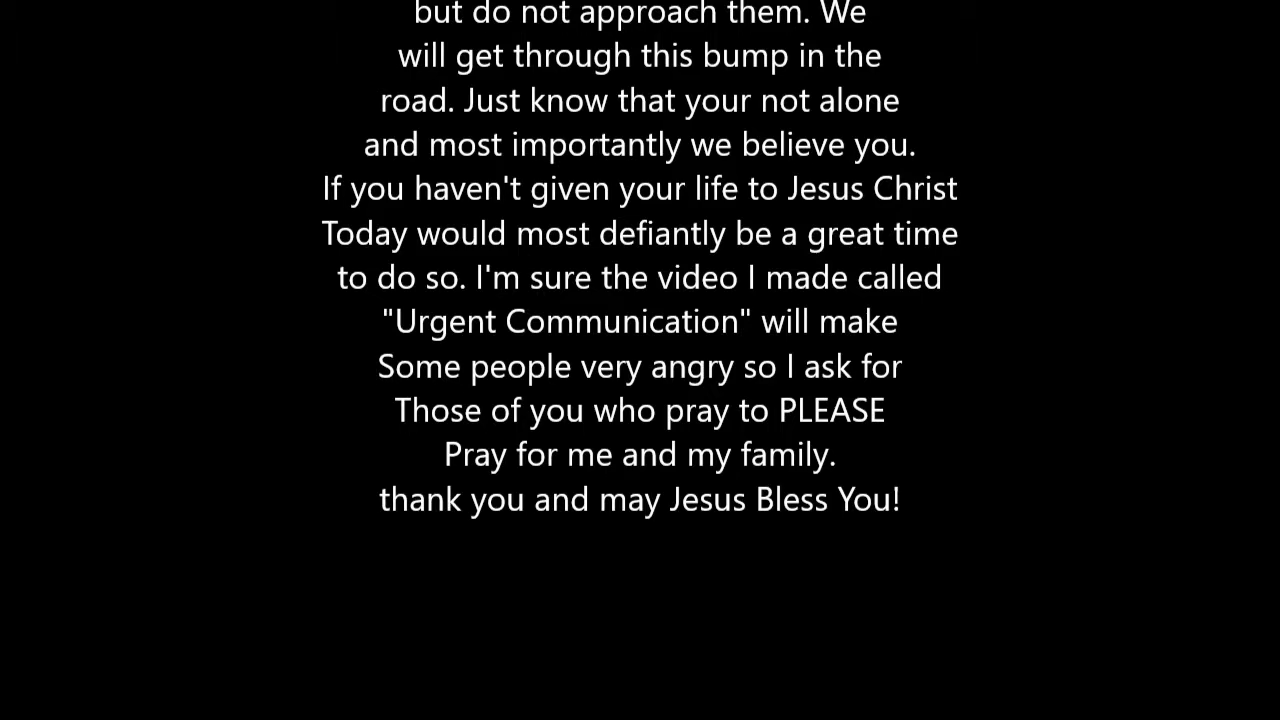 but do not approach them. We
will get through this bump in the
road. Just know that your not alone
and most importantly we believe you.
If you haven't given your life to Jesus Christ
Today would most defiantly be a great time
to do so. I'm sure the video I made called
"Urgent Communication" will make
Some people very angry so I ask for
Those of you who pray to PLEASE
Pray for me and my family.
thank you and may Jesus Bless You!